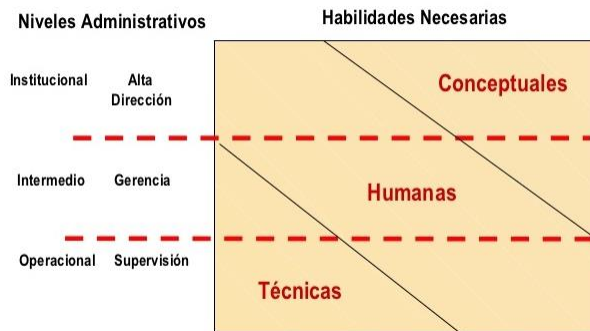 Niveles Administrativos
Habilidades Necesarias
Institucional
Alta
Dirección
Conceptuales
Intermedio
Gerencia
Humanas
Operacional
Supervisión
Técnicas